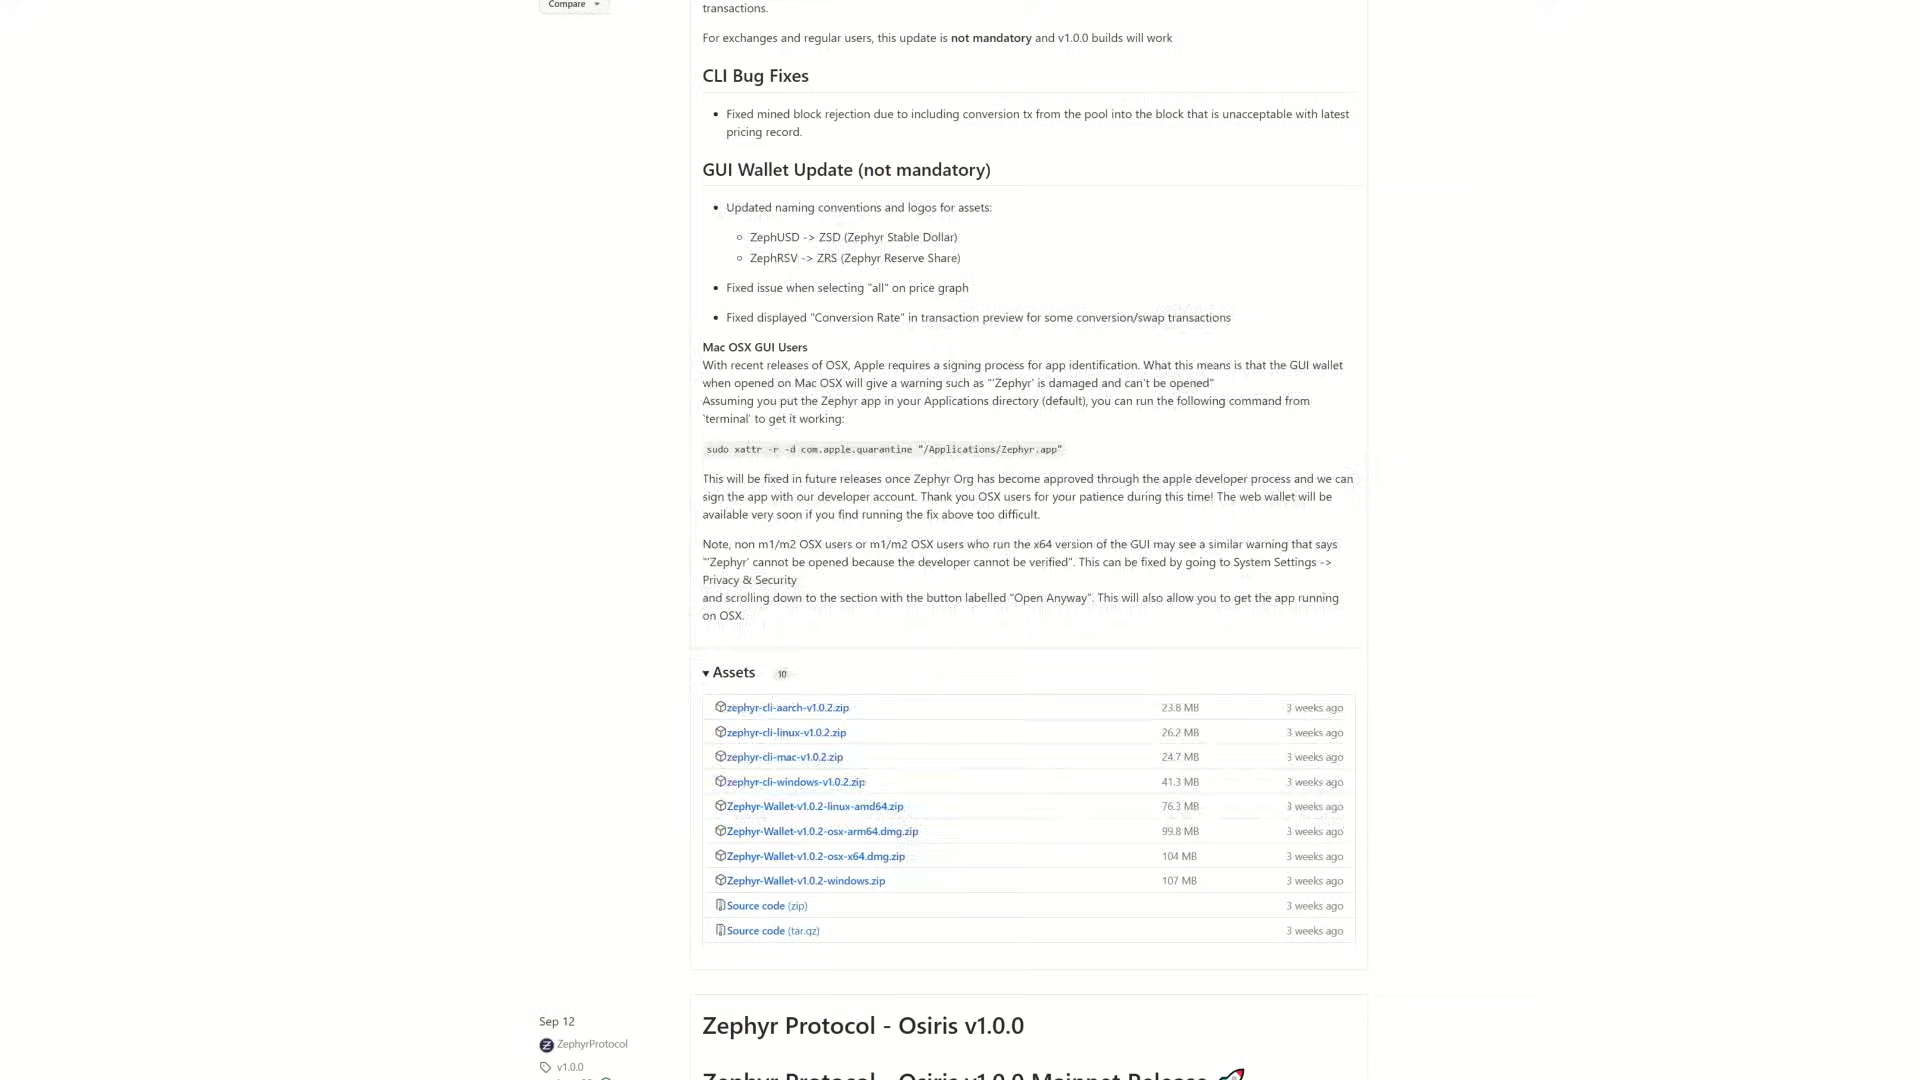 Compare
transactions.
For exchanges and regular users, this update is not mandatory and v1.0.0 builds will work
CLI Bug Fixes
Fixed mined block rejection due to including conversion tx from the pool into the block that is unacceptable with latest
pricing record.
GUI Wallet Update (not mandatory)
Updated naming conventions and logos for assets:
ZephUSD -> ZSD (Zephyr Stable Dollar)
ZephRSV -> ZRS (Zephyr Reserve Share)
Fixed issue when selecting "all" on price graph
Fixed displayed "Conversion Rate" in transaction preview for some conversion/swap transactions
Mac OSX GUI Users
With recent releases of OSX, Apple requires a signing process for app identification. What this means is that the GUI wallet
when opened on Mac OSX will give a warning such as "'Zephyr' is damaged and can't be opened"
Assuming you put the Zephyr app in your Applications directory (default), you can run the following command from
'terminal' to get it working:
sudo xattr -r -d com.apple.quarantine "/Applications/Zephyr.app"
This will be fixed in future releases once Zephyr Org has become approved through the apple developer process and we can
sign the app with our developer account. Thank you OSX users for your patience during this time! The web wallet will be
available very soon if you find running the fix above too difficult.
Note, non m1/m2 OSX users or m1/m2 OSX users who run the x64 version of the GUI may see a similar warning that says
"'Zephyr' cannot be opened because the developer cannot be verified". This can be fixed by going to System Settings ->
Privacy & Security
and scrolling down to the section with the button labelled "Open Anyway". This will also allow you to get the app running
on OSX.
Assets 10
zephyr-cli-aarch-v1.0.2.zip 23.8 MB 3 weeks ago
zephyr-cli-linux-v1.0.2.zip 26.2 MB 3 weeks ago
zephyr-cli-mac-v1.0.2.zip 24.7 MB 3 weeks ago
zephyr-cli-windows-v1.0.2.zip 41.3 MB 3 weeks ago
Zephyr-Wallet-v1.0.2-linux-amd64.zip 76.3 MB 3 weeks ago
Zephyr-Wallet-v1.0.2-osx-arm64.dmg.zip 99.8 MB 3 weeks ago
Zephyr-Wallet-v1.0.2-osx-x64.dmg.zip 104 MB 3 weeks ago
Zephyr-Wallet-v1.0.2-windows.zip 107 MB 3 weeks ago
Source code (zip) 3 weeks ago
Source code (tar.gz) 3 weeks ago
Sep 12
ZephyrProtocol
v1.0.0
Zephyr Protocol - Osiris v1.0.0
Zephyr Protocol - Osiris v1.0.0 Mainnet Release 🚀